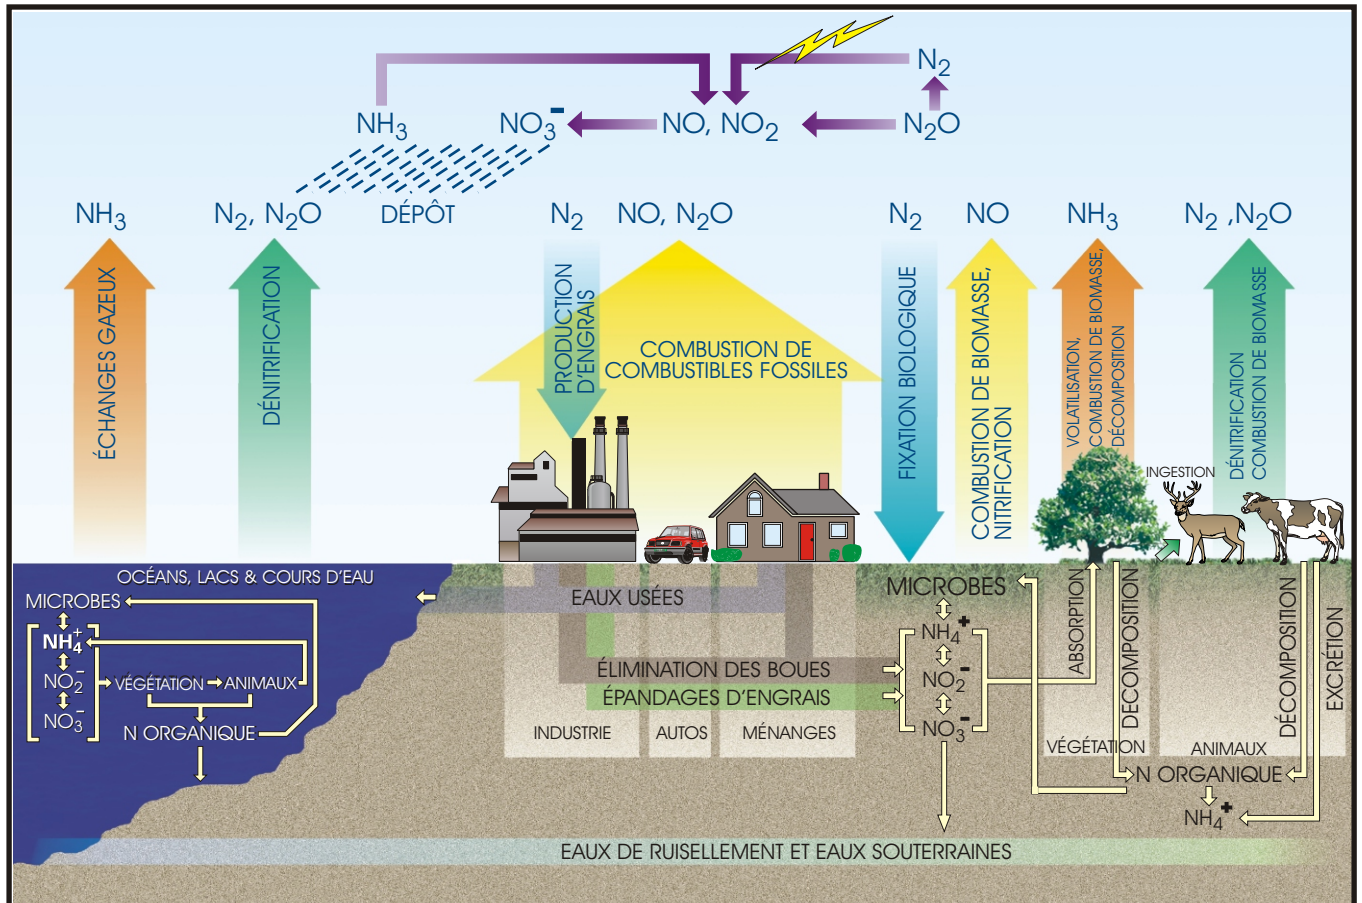 N2
NH3
NO3-
NO, NO2
N2O
NH3
N2, N2O
DÉPÔT
N2
NO, N2O
N2
NO
NH3
N2 ,N2O
ÉCHANGES GAZEUX
DÉNITRIFICATION
PRODUCTION
D'ENGRAIS
COMBUSTION DE
COMBUSTIBLES FOSSILES
FIXATION BIOLOGIQUE
COMBUSTION DE BIOMASSE,
NITRIFICATION
VOLATILISATION,
COMBUSTION DE BIOMASSE,
DÉCOMPOSITION
INGESTION
DÉNITRIFICATION
COMBUSTION DE BIOMASSE
OCÉANS, LACS & COURS D'EAU
MICROBES
NH4+
NO2-
NO3-
VÉGÉTATION
ANIMAUX
N ORGANIQUE
EAUX USÉES
ÉLIMINATION DES BOUES
ÉPANDAGES D'ENGRAIS
INDUSTRIE
AUTOS
MÉNANGES
MICROBES
NH4+
NO2-
NO3-
ABSORPTION
DECOMPOSITION
VÉGÉTATION
DÉCOMPOSITION
EXCRÉTION
ANIMAUX
N ORGANIQUE
NH4+
EAUX DE RUISELLEMENT ET EAUX SOUTERRAINES